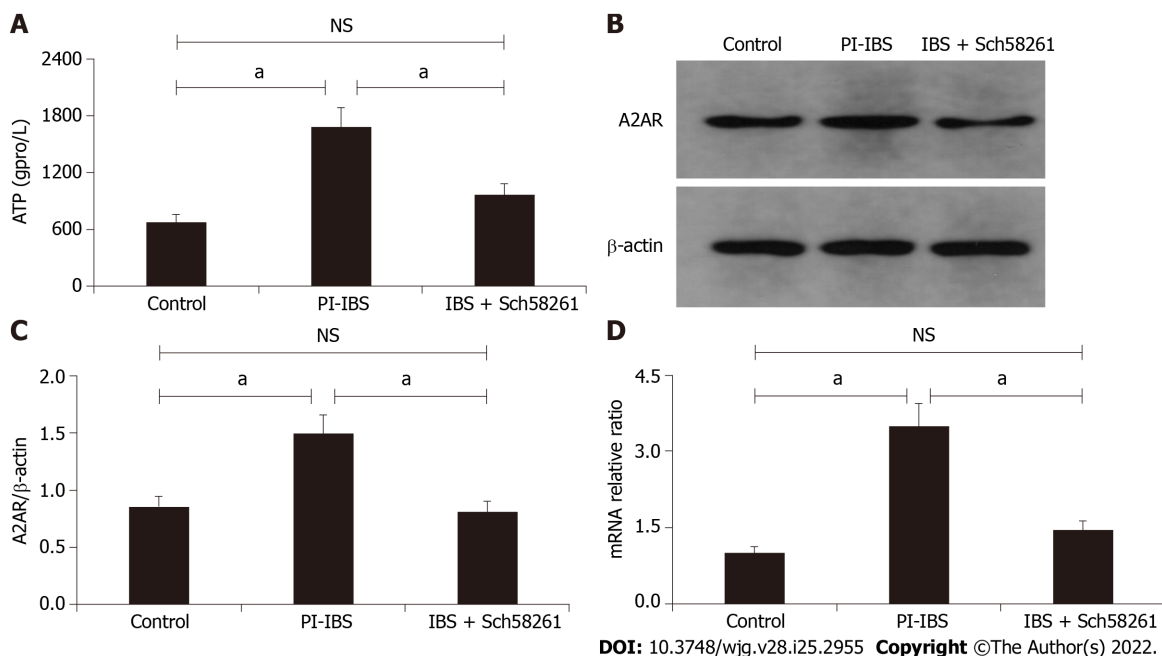 A
NS
a
a
2400
1800
1200
600
0
ATP (gpro/L)
Control
PI-IBS
IBS + Sch58261
B
Control
PI-IBS
IBS + Sch58261
A2AR
β-actin
C
NS
a
a
2.0
1.5
1.0
0.5
0.0
A2AR/β-actin
Control
PI-IBS
IBS + Sch58261
D
NS
a
a
4.5
3.0
1.5
0.0
mRNA relative ratio
Control
PI-IBS
IBS + Sch58261
DOI: 10.3748/wjg.v28.i25.2955 Copyright ©The Author(s) 2022.